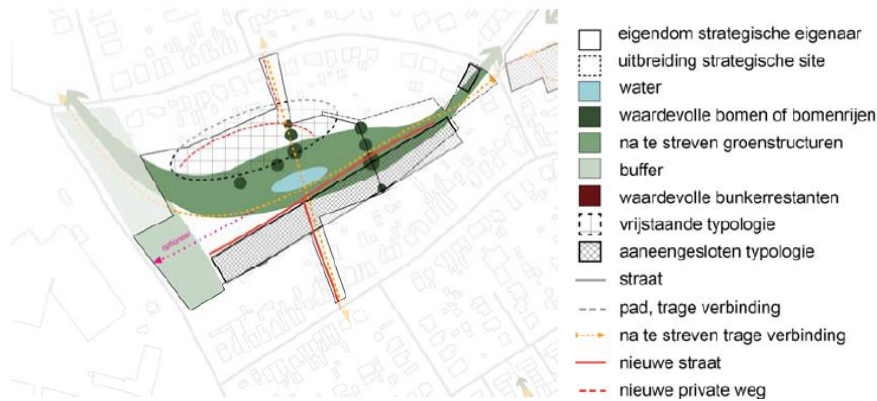 optioneel
eigendom strategische eigenaar
uitbreiding strategische site
water
waardevolle bomen of bomenrijen
na te streven groenstructuren
buffer
waardevolle bunkerrestanten
vrijstaande typologie
aaneengesloten typologie
straat
pad, trage verbinding
na te streven trage verbinding
nieuwe straat
nieuwe private weg